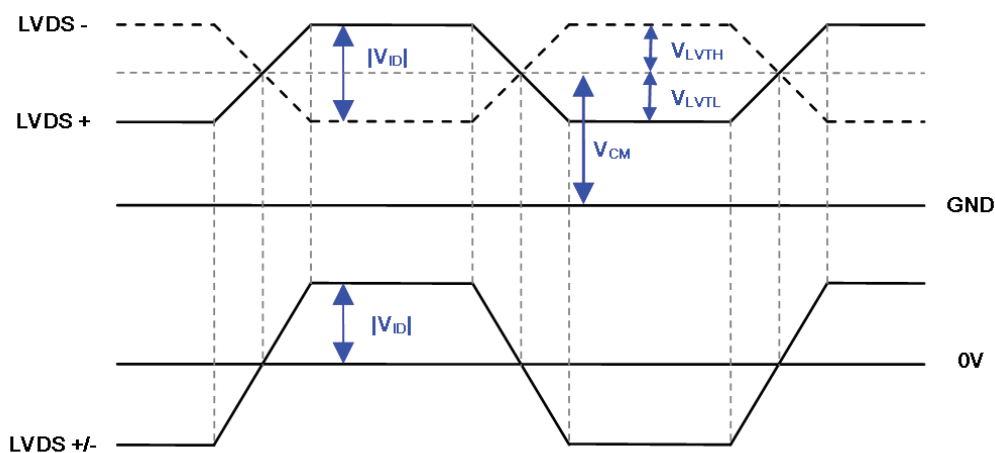 LVDS -
|VID|
VLVTH
VLVTL
LVDS +
VCM
GND
|VID|
0V
LVDS +/-